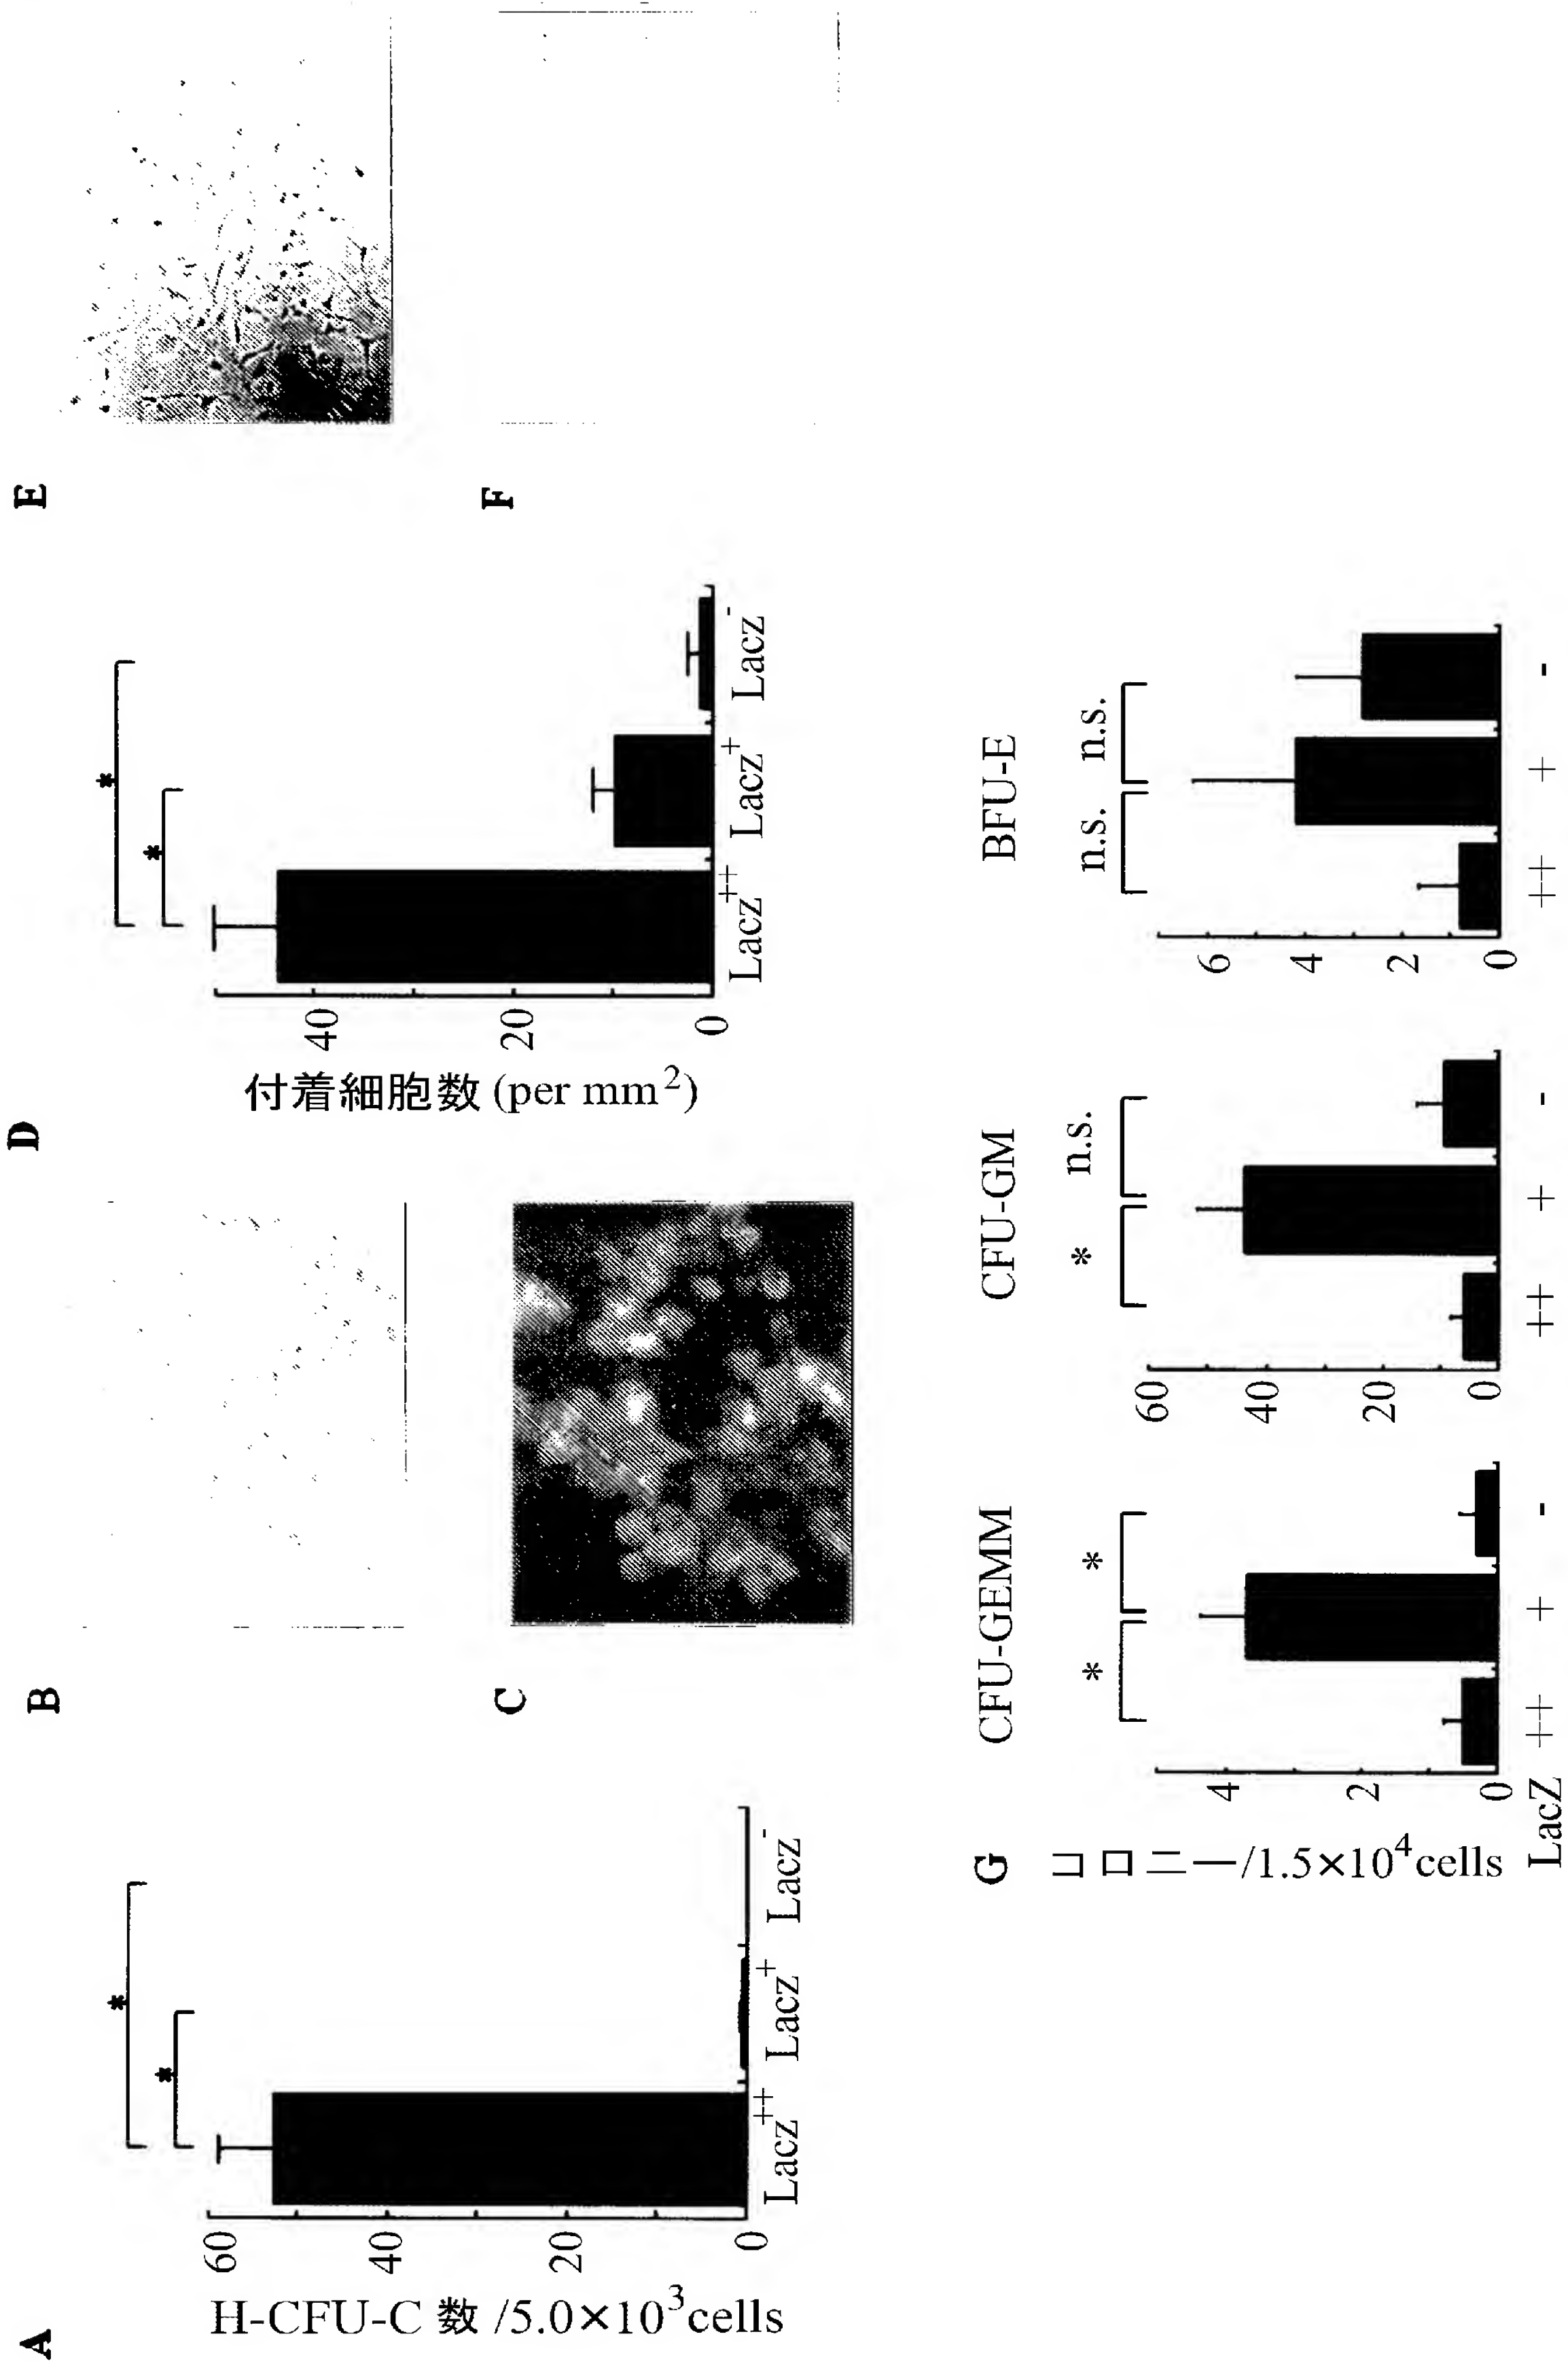 A
H-CFU-C 数 /5.0×10³cells
60
40
20
0
*
*
Lacz⁺⁺
Lacz⁺
Lacz⁻
B
C
D
付着細胞数 (per mm²)
40
20
0
*
*
Lacz⁺⁺
Lacz⁺
Lacz⁻
E
F
G
コロニー/1.5×10⁴cells
LacZ
CFU-GEMM
4
2
0
*
*
++
+
-
CFU-GM
60
40
20
0
*
n.s.
++
+
-
BFU-E
6
4
2
0
n.s.
n.s.
++
+
-